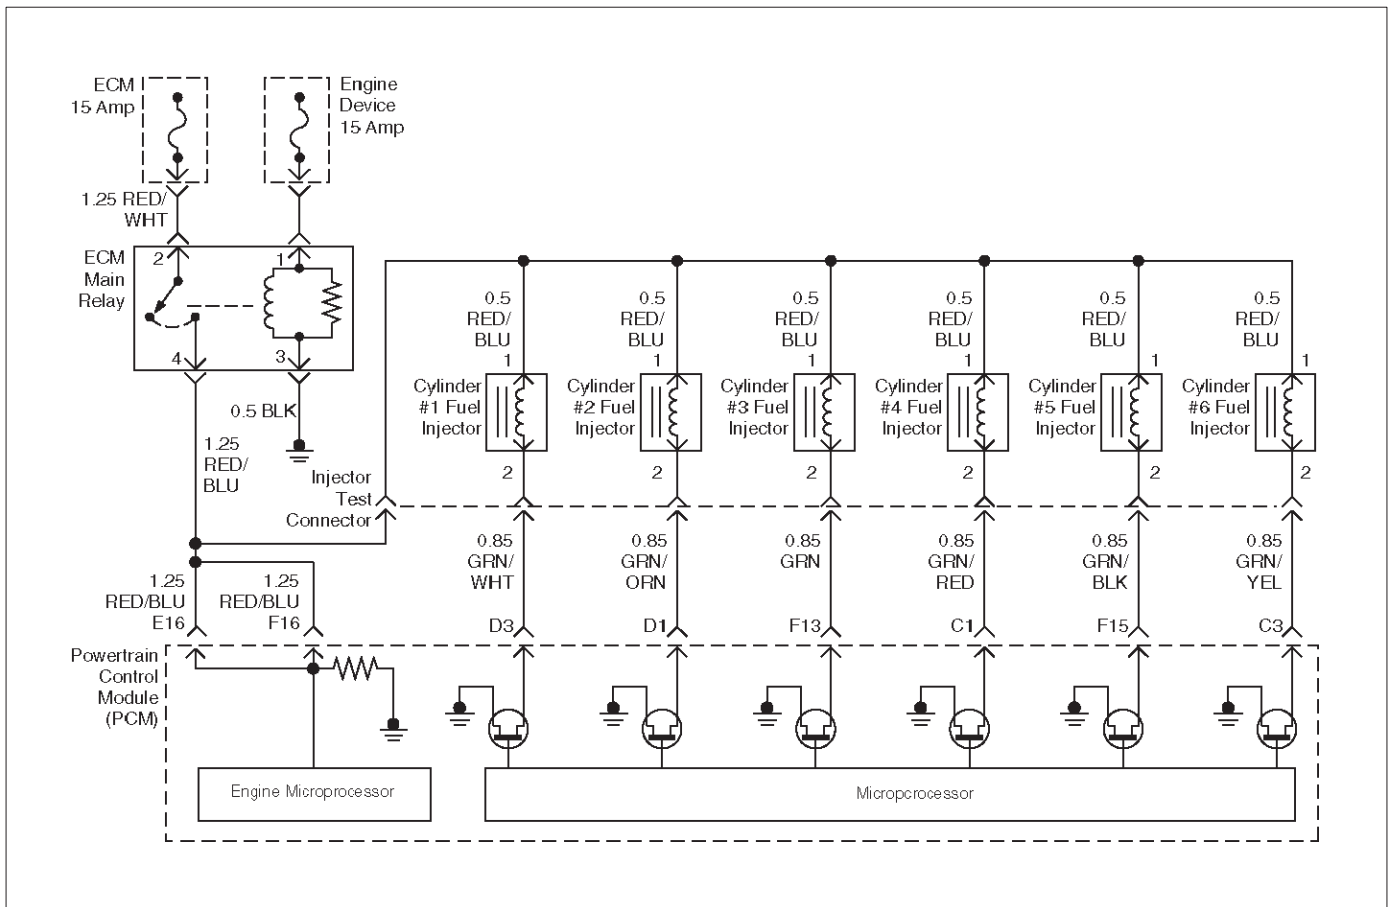 ECM
15 Amp
Engine
Device
15 Amp
1.25 RED/
WHT
ECM
Main
Relay
2
1
4
3
0.5 BLK
1.25
RED/
BLU
Injector
Test
Connector
0.5
RED/
BLU
1
Cylinder
#1 Fuel
Injector
2
0.5
RED/
BLU
1
Cylinder
#2 Fuel
Injector
2
0.5
RED/
BLU
1
Cylinder
#3 Fuel
Injector
2
0.5
RED/
BLU
1
Cylinder
#4 Fuel
Injector
2
0.5
RED/
BLU
1
Cylinder
#5 Fuel
Injector
2
0.5
RED/
BLU
1
Cylinder
#6 Fuel
Injector
2
1.25
RED/BLU
E16
1.25
RED/BLU
F16
0.85
GRN/
WHT
D3
0.85
GRN/
ORN
D1
0.85
GRN
F13
0.85
GRN/
RED
C1
0.85
GRN/
BLK
F15
0.85
GRN/
YEL
C3
Powertrain
Control
Module
(PCM)
Engine Microprocessor
Micropcrocessor